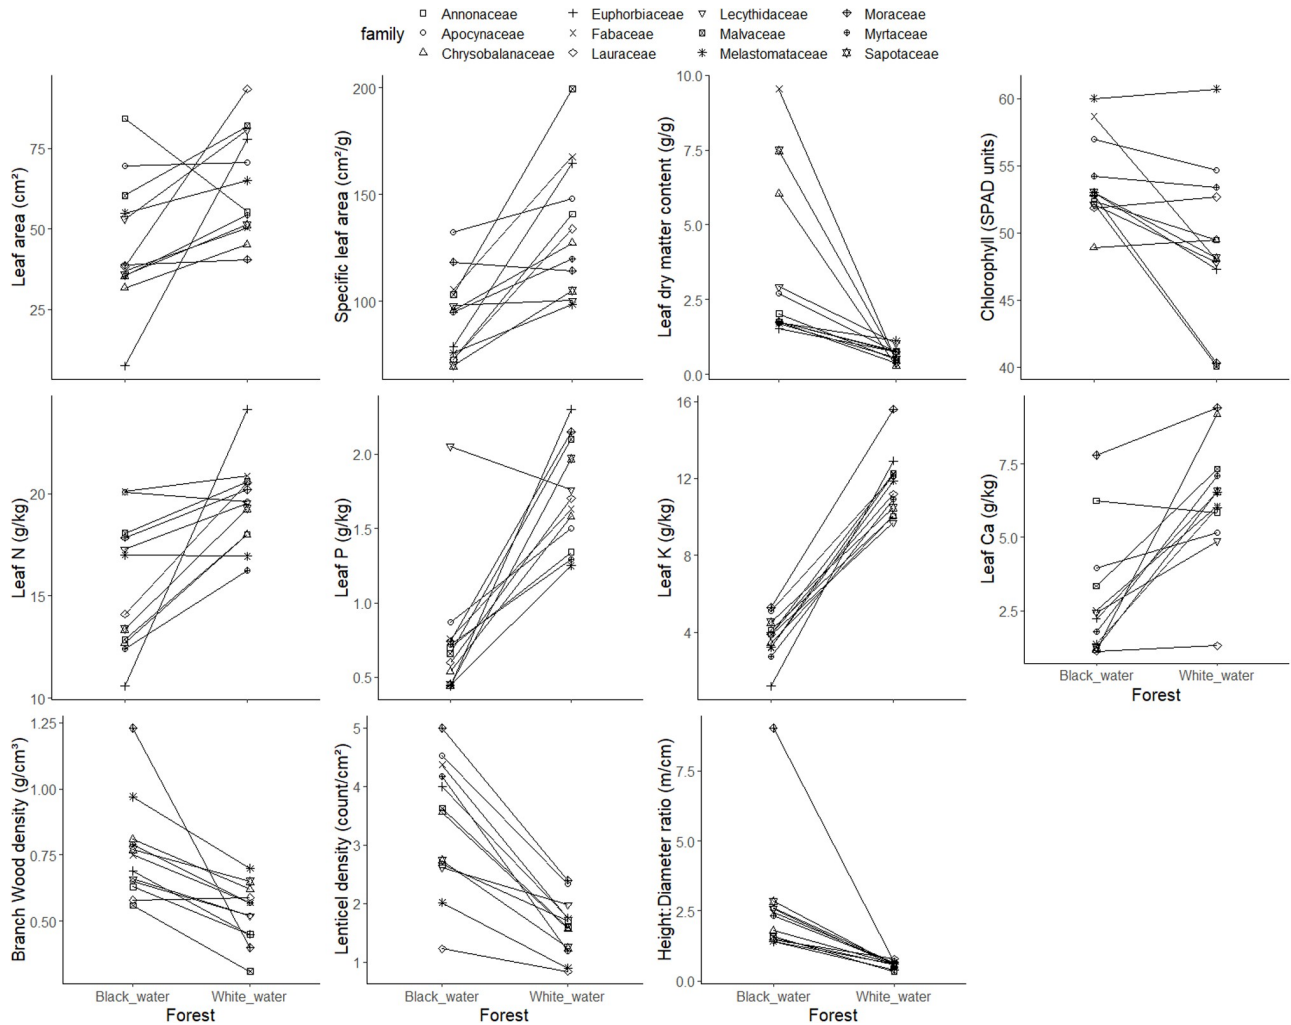 family
Annonaceae Euphorbiaceae Lecythidaceae Moraceae
Apocynaceae Fabaceae Malvaceae Myrtaceae
Chrysobalanaceae Lauraceae Melastomataceae Sapotaceae
Leaf area (cm²)
75
50
25
Specific leaf area (cm²/g)
200
150
100
Leaf dry matter content (g/g)
10.0
7.5
5.0
2.5
0.0
Chlorophyll (SPAD units)
60
55
50
45
40
Leaf N (g/kg)
20
15
10
Leaf P (g/kg)
2.0
1.5
1.0
0.5
Leaf K (g/kg)
16
12
8
4
Leaf Ca (g/kg)
7.5
5.0
2.5
Black_water White_water
Forest
Branch Wood density (g/cm³)
1.25
1.00
0.75
0.50
Black_water White_water
Forest
Lenticel density (count/cm²)
5
4
3
2
1
Black_water White_water
Forest
Height:Diameter ratio (m/cm)
7.5
5.0
2.5
0.0
Black_water White_water
Forest